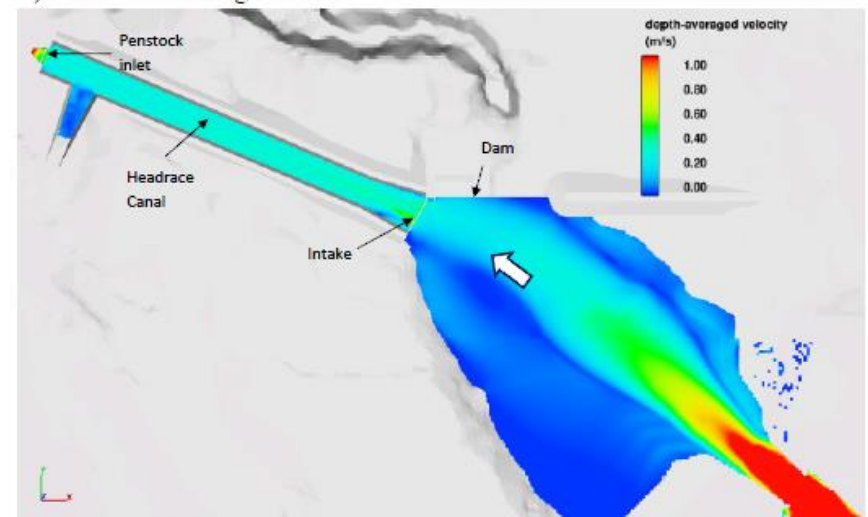 depth-averaged velocity
(m/s)
1.00
0.80
0.60
0.40
0.20
0.00
Penstock
inlet
Dam
Headrace
Canal
Intake
x